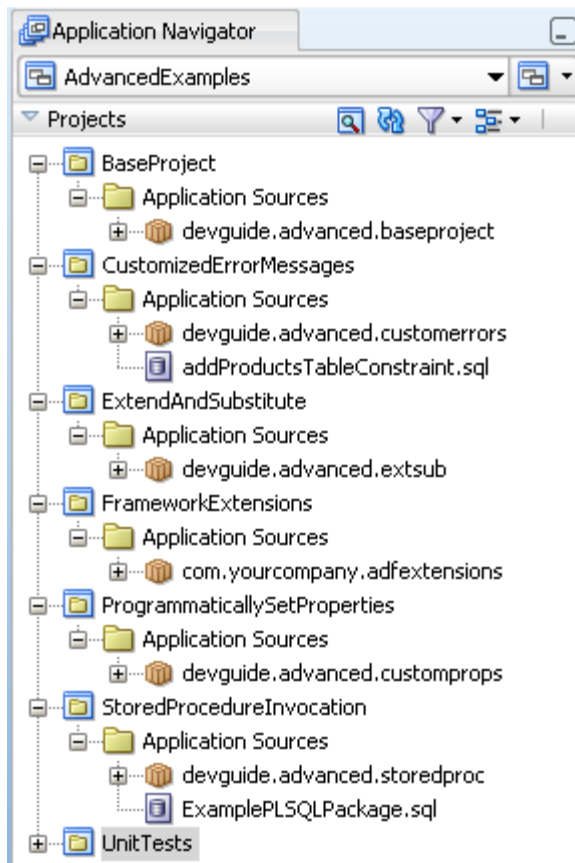 Application Navigator
AdvancedExamples
Projects
BaseProject
Application Sources
devguide.advanced.baseproject
CustomizedErrorMessages
Application Sources
devguide.advanced.customerrors
addProductsTableConstraint.sql
ExtendAndSubstitute
Application Sources
devguide.advanced.extsub
FrameworkExtensions
Application Sources
com.yourcompany.adfextensions
ProgrammaticallySetProperties
Application Sources
devguide.advanced.customprops
StoredProcedureInvocation
Application Sources
devguide.advanced.storedproc
ExamplePLSQLPackage.sql
UnitTests